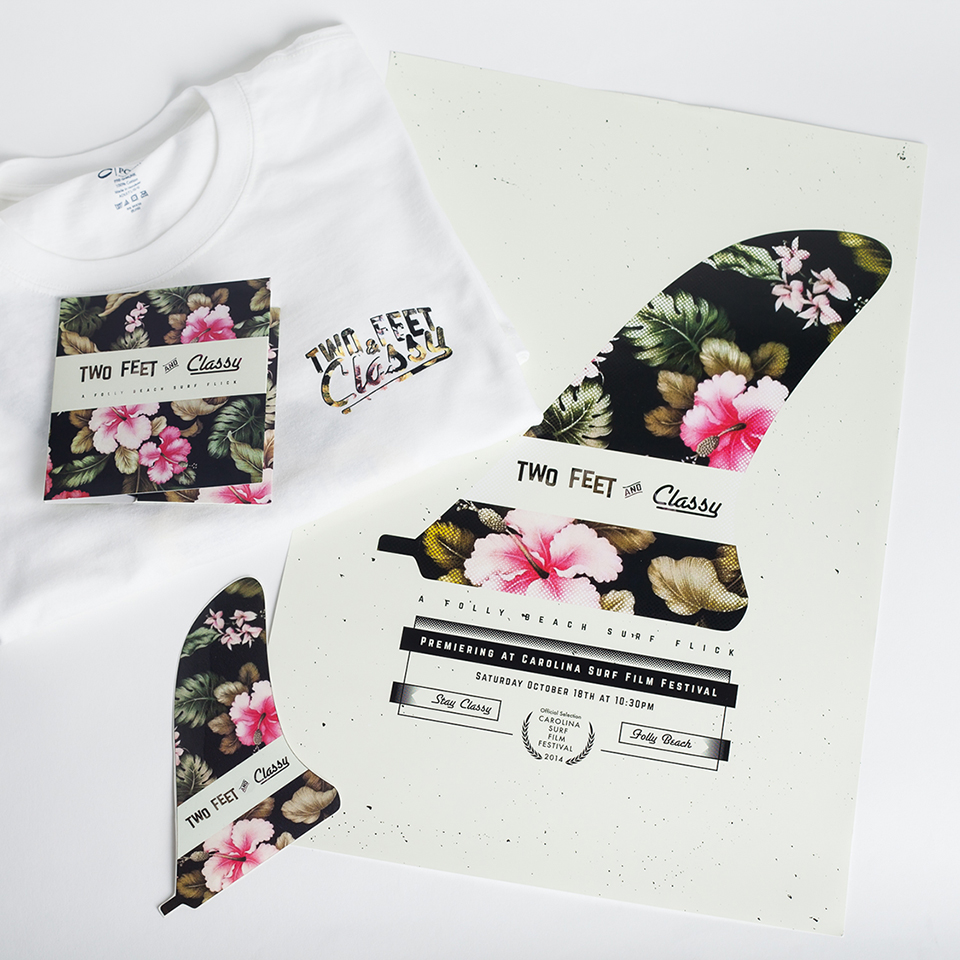 100% Cotton
TWO & FEET
Classy
TWO FEET AND Classy
A FOLLY BEACH SURF FLICK
TWO FEET AND Classy
A FOLLY BEACH SURF FLICK
PREMIERING AT CAROLINA SURF FILM FESTIVAL
SATURDAY OCTOBER 18TH AT 10:30PM
Stay Classy
Official Selection
CAROLINA
SURF
FILM
FESTIVAL
2014
Folly Beach
TWO FEET AND Classy